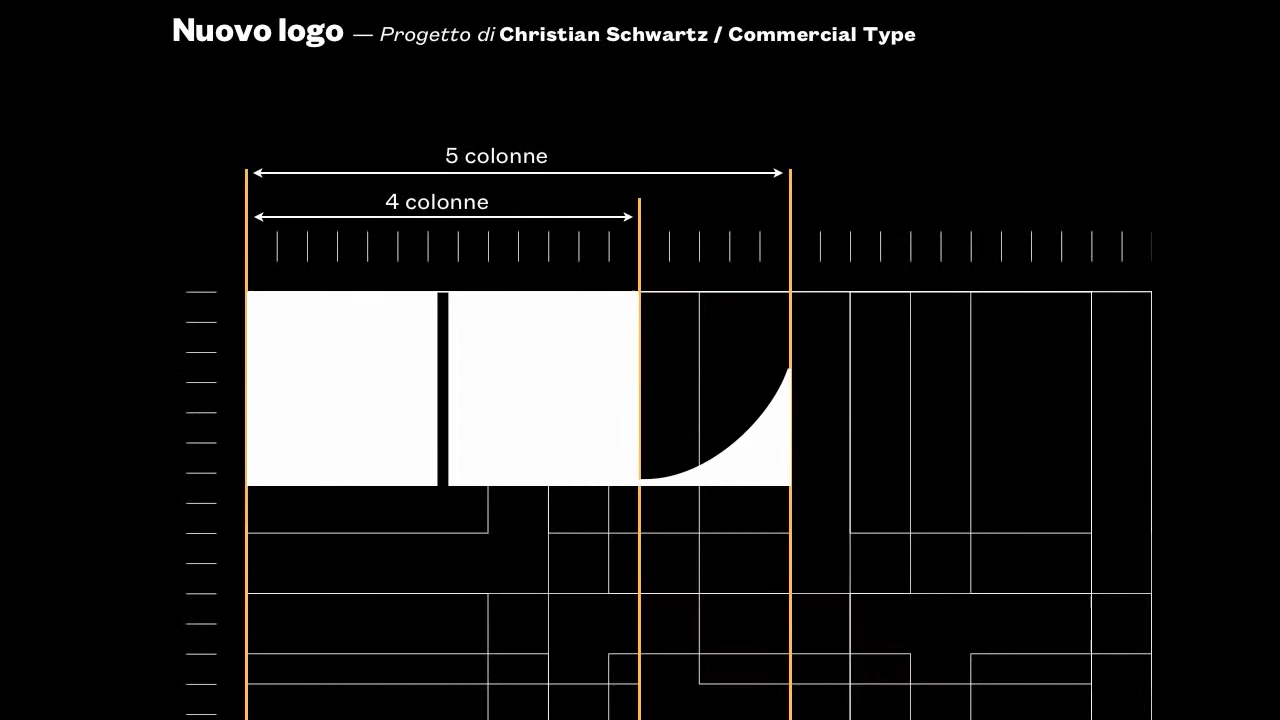 Nuovo logo — Progetto di Christian Schwartz / Commercial Type
5 colonne
4 colonne